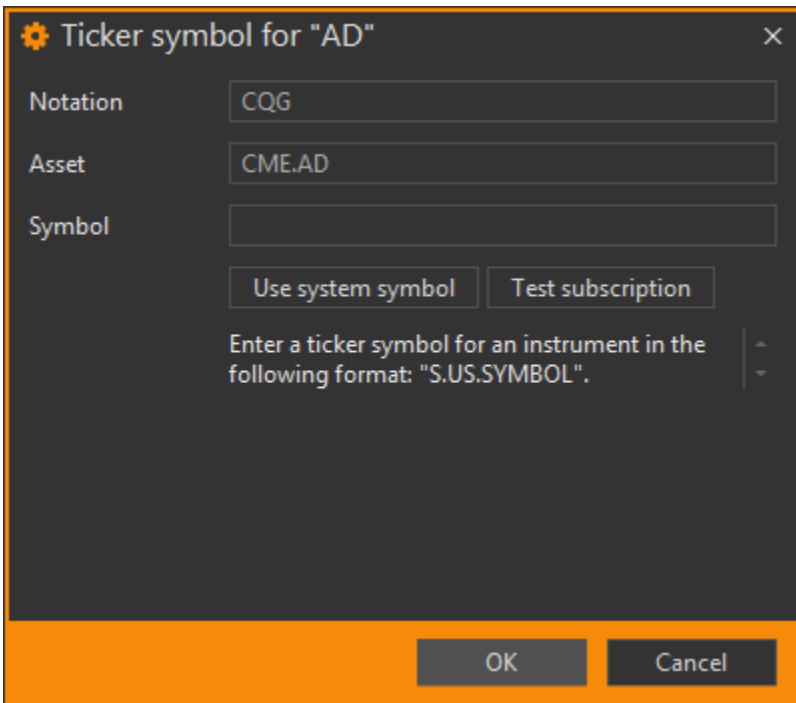 Ticker symbol for "AD"
Notation CQG
Asset CME.AD
Symbol
Use system symbol Test subscription
Enter a ticker symbol for an instrument in the
following format: "S.US.SYMBOL".
OK Cancel